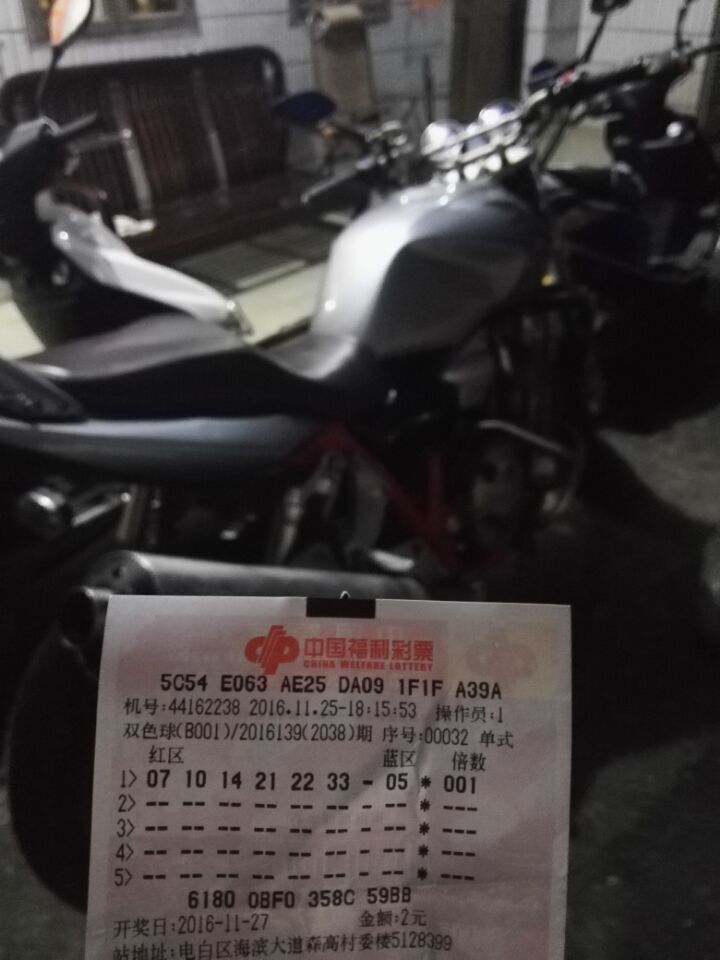 中国福利彩票
CHINA WELFARE LOTTERY
5C54 E063 AE25 DA09 1F1F A39A
机号:44162238 2016.11.25-18:15:53 操作员:1
双色球(B001)/2016139(2038)期 序号:00032 单式
红区 蓝区 倍数
1> 07 10 14 21 22 33 - 05 * 001
2> -- -- -- -- -- -- - -- * ---
3> -- -- -- -- -- -- - -- * ---
4> -- -- -- -- -- -- - -- * ---
5> -- -- -- -- -- -- - -- * ---
6180 0BF0 358C 59BB
开奖日:2016-11-27 金额:2元
站地址:电白区海滨大道森高村委楼5128399